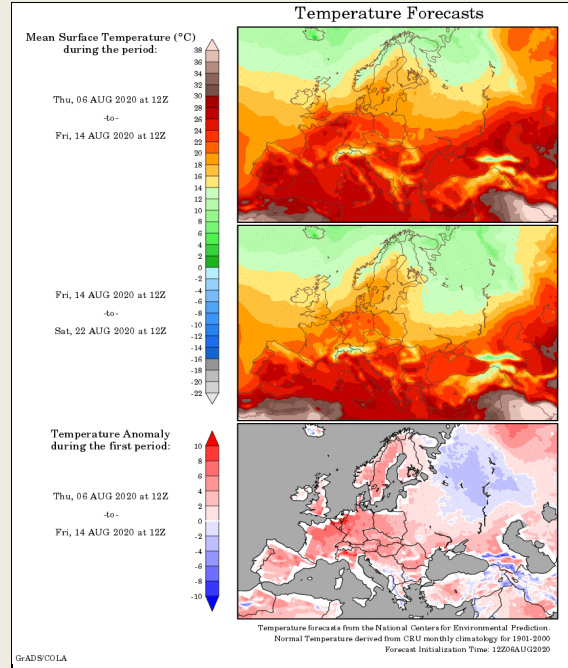 Temperature Forecasts
Mean Surface Temperature (°C)
during the period:
Thu, 06 AUG 2020 at 12Z
-to-
Fri, 14 AUG 2020 at 12Z
38
36
34
32
30
28
26
24
22
20
18
16
14
12
10
8
6
4
2
0
-2
-4
-6
-8
-10
-12
-14
-16
-18
-20
-22
Fri, 14 AUG 2020 at 12Z
-to-
Sat, 22 AUG 2020 at 12Z
Temperature Anomaly
during the first period:
Thu, 06 AUG 2020 at 12Z
-to-
Fri, 14 AUG 2020 at 12Z
10
8
6
4
2
0
-2
-4
-6
-8
-10
Temperature forecasts from the National Centers for Environmental Prediction.
Normal Temperature derived from CRU monthly climatology for 1901-2000
Forecast Initialization Time: 12Z06AUG2020
GrADS/COLA